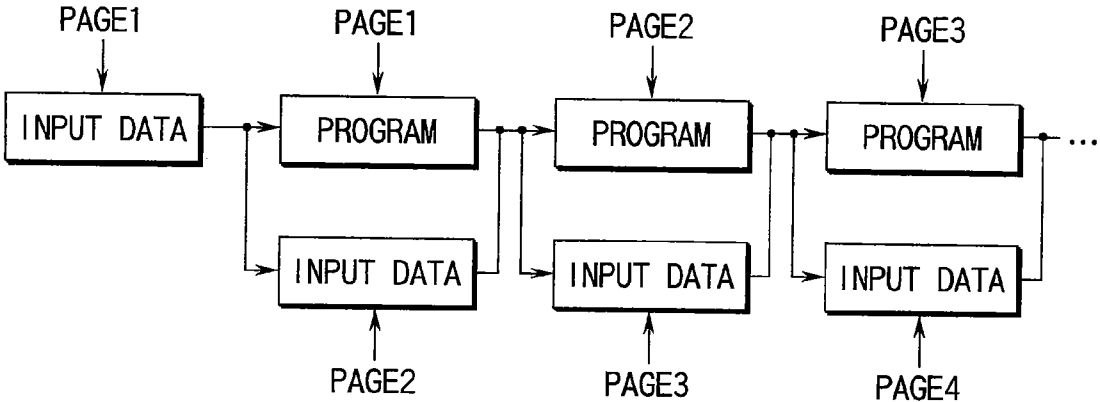 PAGE1
PAGE1
PAGE2
PAGE3
INPUT DATA
PROGRAM
PROGRAM
PROGRAM
...
INPUT DATA
INPUT DATA
INPUT DATA
PAGE2
PAGE3
PAGE4